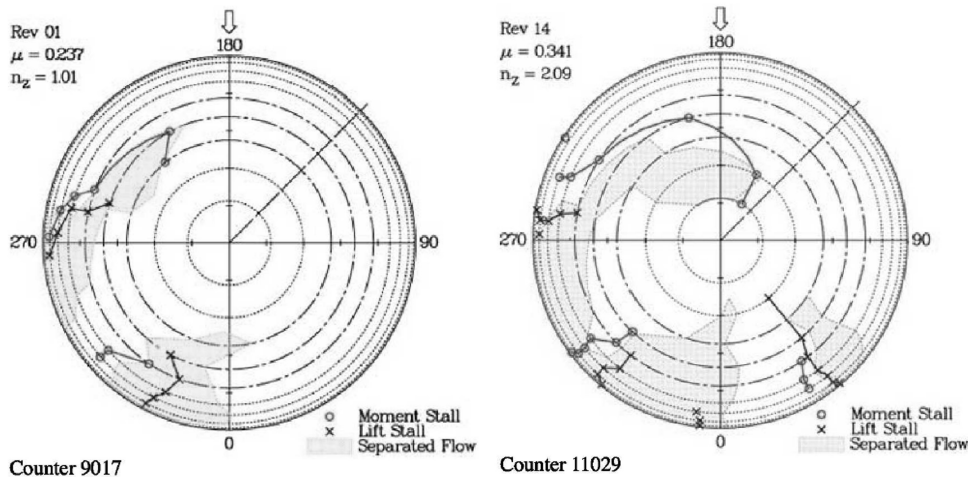 Rev 01
μ = 0.237
n_z = 1.01
180
270
90
0
Moment Stall
Lift Stall
Separated Flow
Counter 9017
Rev 14
μ = 0.341
n_z = 2.09
180
270
90
0
Moment Stall
Lift Stall
Separated Flow
Counter 11029